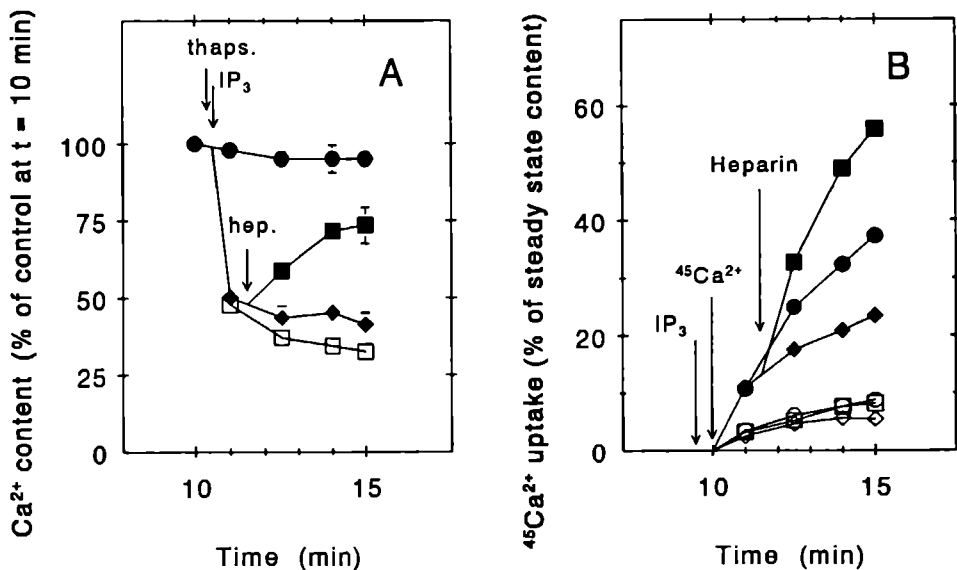 Ca²⁺ content (% of control at t = 10 min)
thaps.
IP₃
A
hep.
100
75
50
25
0
10
15
Time (min)
⁴⁵Ca²⁺ uptake (% of steady state content)
B
Heparin
⁴⁵Ca²⁺
IP₃
60
40
20
0
10
15
Time (min)